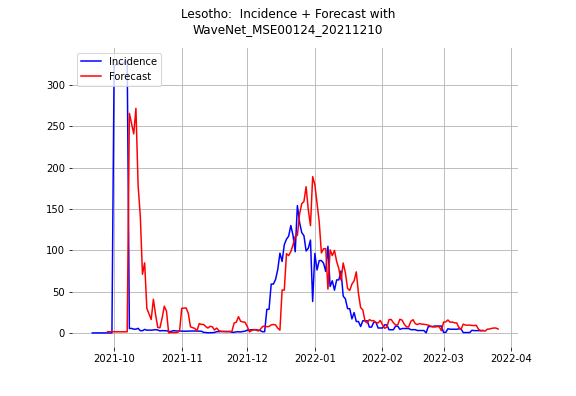 Lesotho:  Incidence + Forecast with
WaveNet_MSE00124_20211210
Incidence
Forecast
300
250
200
150
100
50
0
2021-10 2021-11 2021-12 2022-01 2022-02 2022-03 2022-04